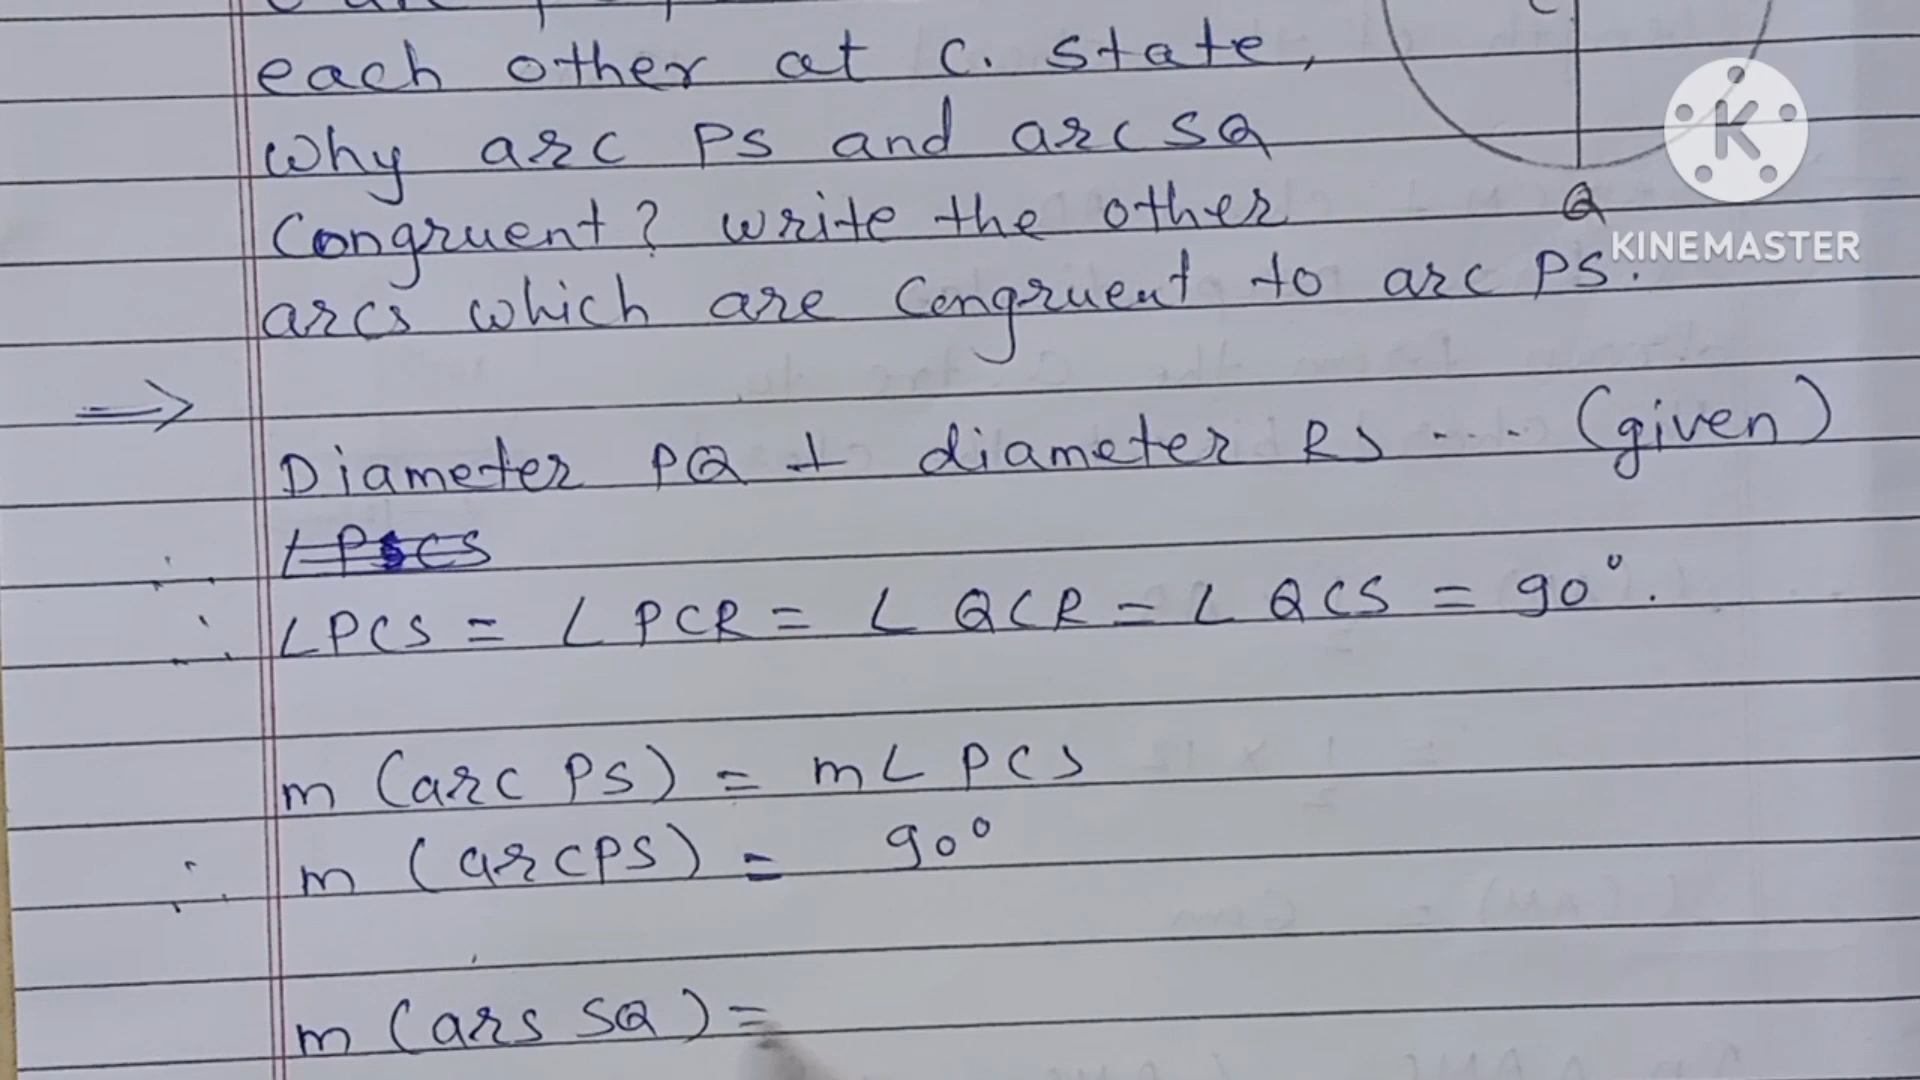 each other at C. State,
Why arc PS and arc SQ
Congruent? write the other
arcs which are Congruent to arc PS.
Q
K
KINEMASTER
⇒
Diameter PQ ⊥ diameter RS .... (given)
∴ ∠PSCS
∴ ∠PCS = ∠PCR = ∠QCR = ∠QCS = 90°.
m (arc PS) = m∠PCS
∴ m (arcPS) = 90°
m (ars SQ) =